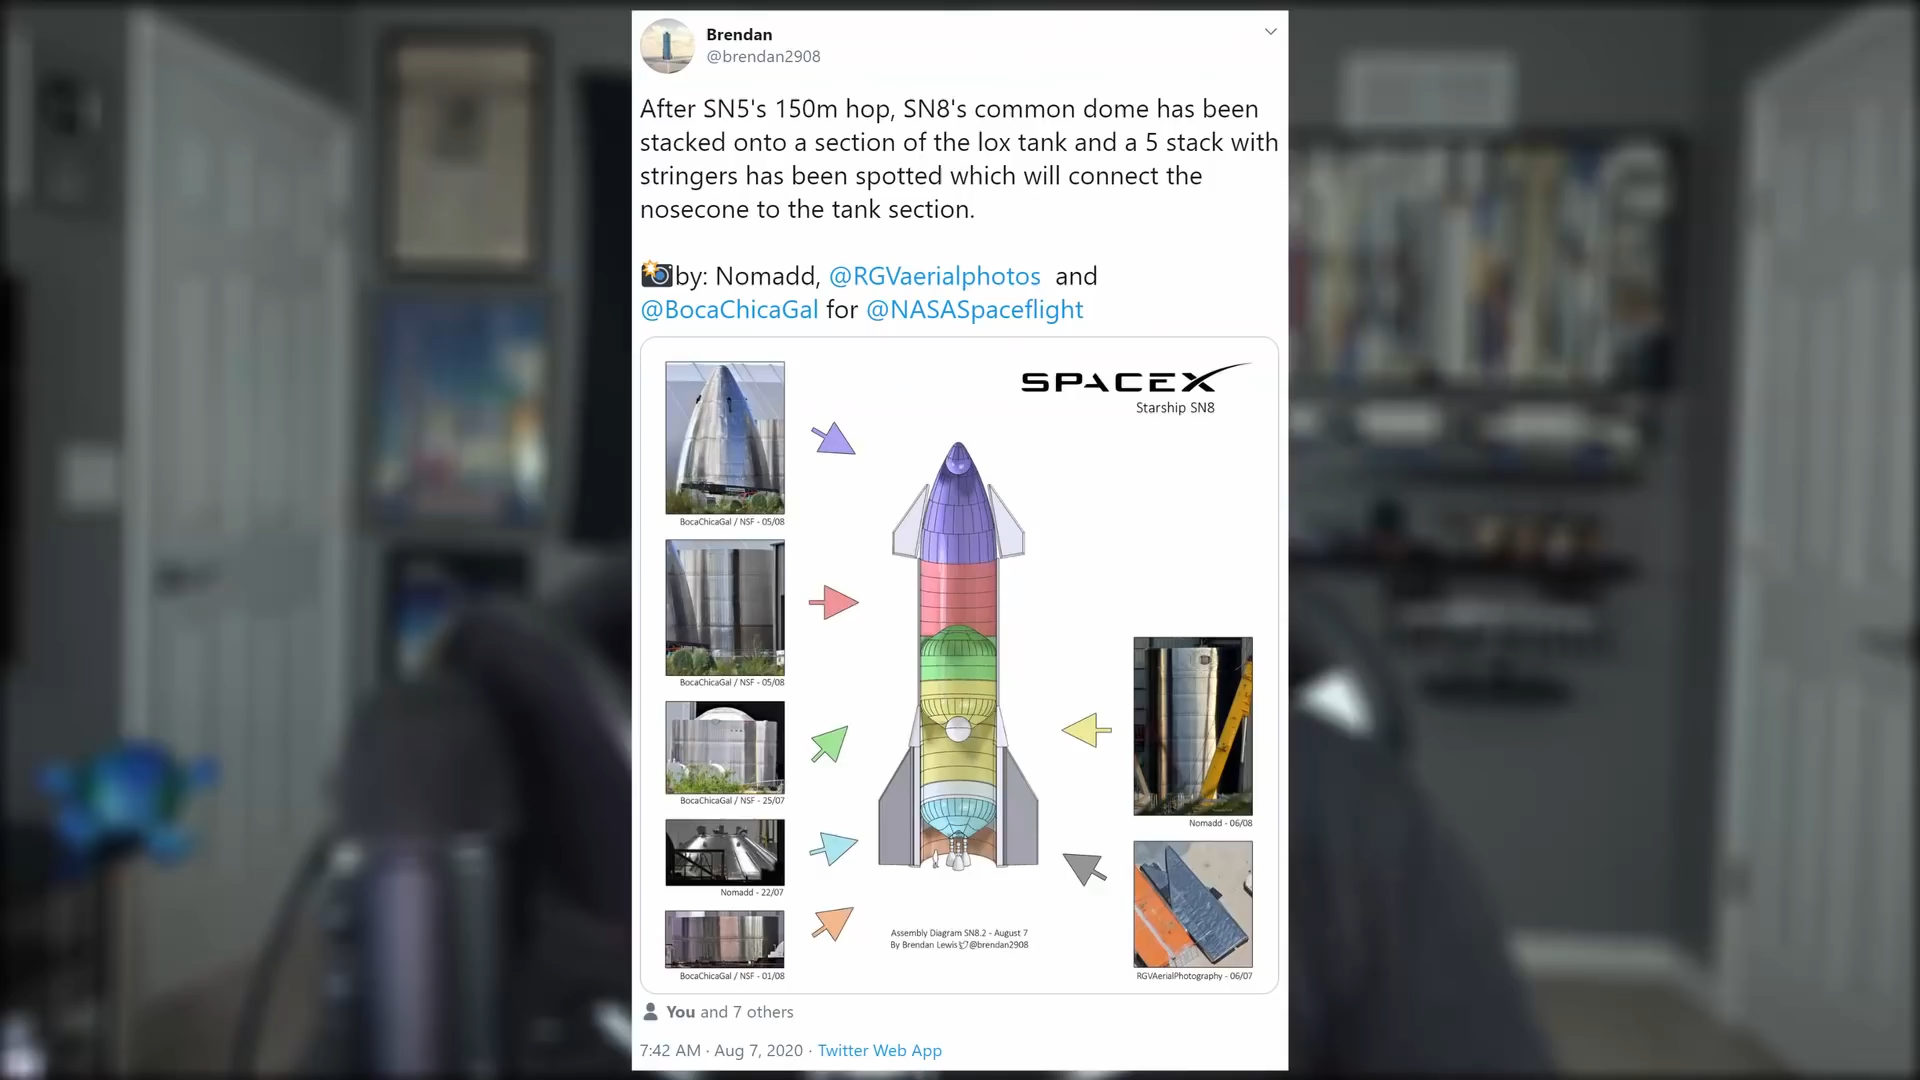 Brendan
@brendan2908
After SN5's 150m hop, SN8's common dome has been
stacked onto a section of the lox tank and a 5 stack with
stringers has been spotted which will connect the
nosecone to the tank section.
📸by: Nomadd, @RGVaerialphotos and
@BocaChicaGal for @NASASpaceflight
SPACEX
Starship SN8
BocaChicaGal / NSF - 05/08
BocaChicaGal / NSF - 05/08
BocaChicaGal / NSF - 25/07
Nomadd - 22/07
BocaChicaGal / NSF - 01/08
Nomadd - 06/08
RGVAerialPhotography - 06/07
Assembly Diagram SN8.2 - August 7
By Brendan Lewis @brendan2908
You and 7 others
7:42 AM · Aug 7, 2020 · Twitter Web App